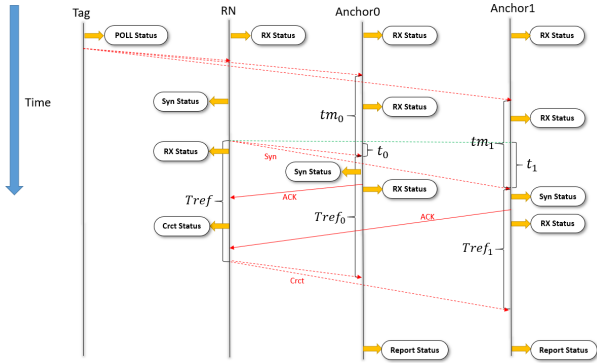 Tag RN Anchor0 Anchor1
POLL Status RX Status RX Status RX Status
Time
Syn Status RX Status RX Status
tm₀
tm₁
RX Status Syn t₀ t₁
Syn Status
RX Status
Syn Status
Tref ACK
Tref₀ ACK
Crct Status RX Status
Tref₁
Crct
Report Status Report Status